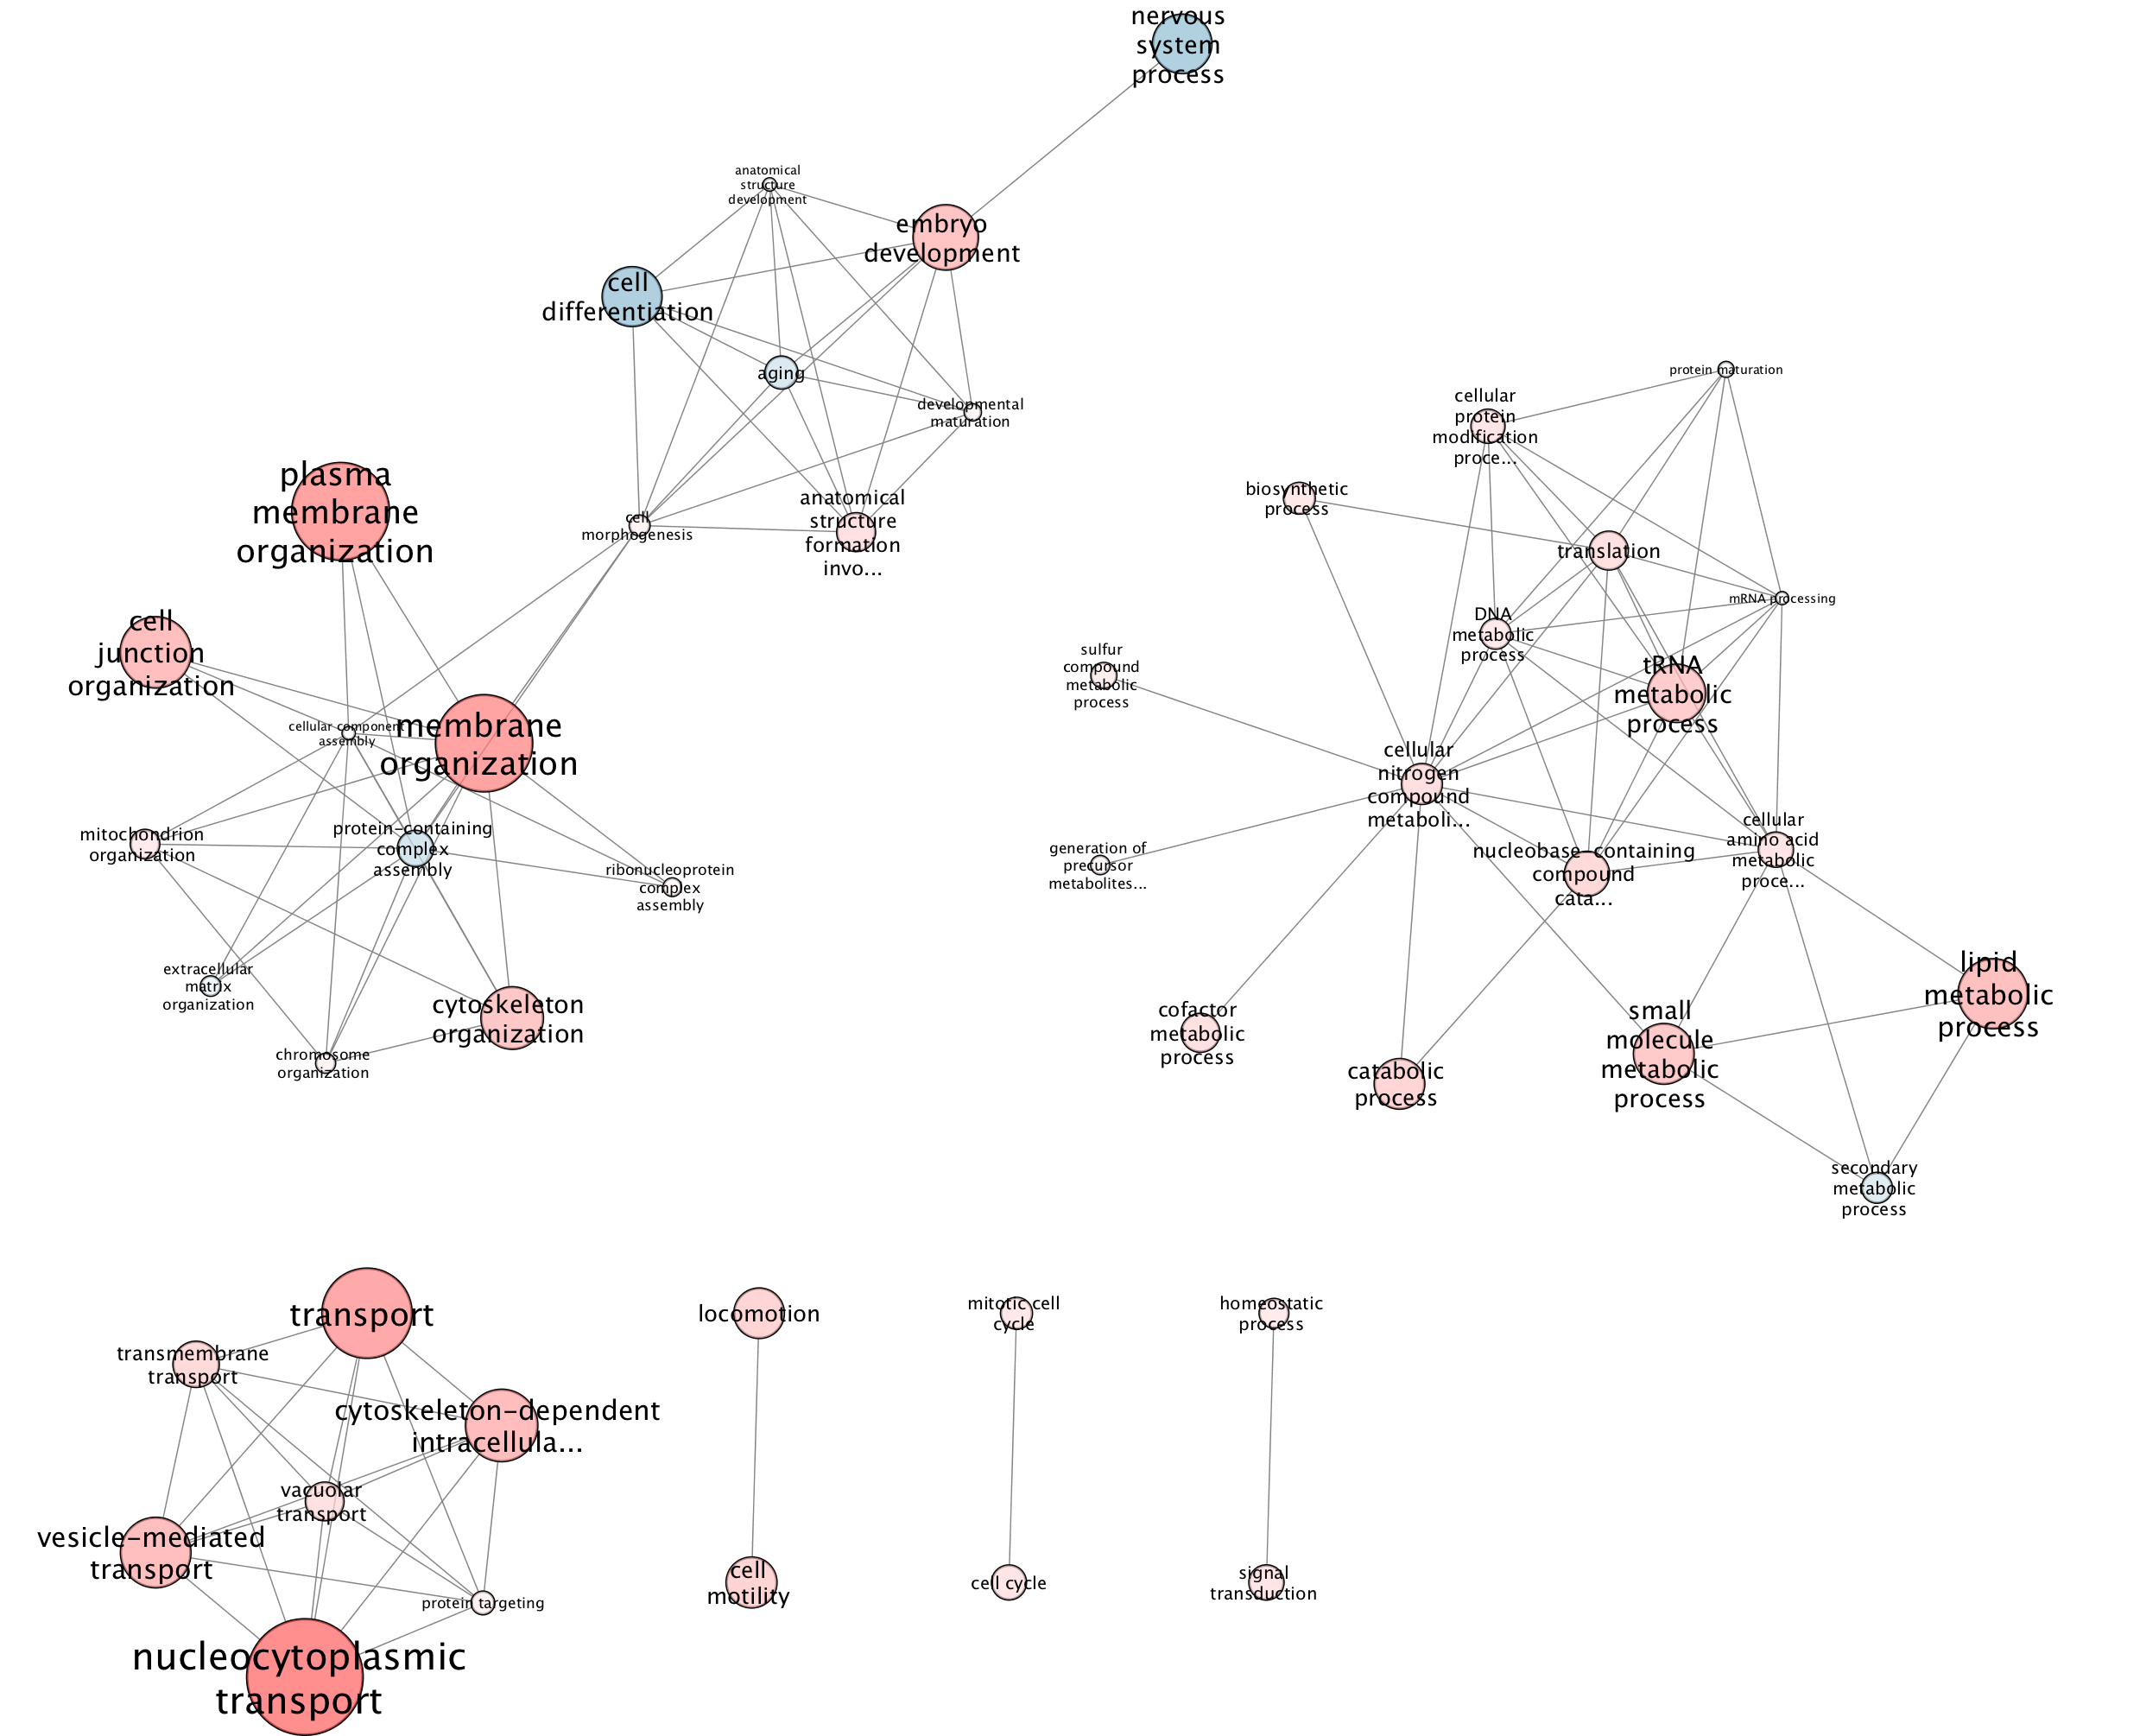 nervous
system
process
anatomical
structure
development
embryo
development
cell
differentiation
aging
developmental
maturation
cell
morphogenesis
anatomical
structure
formation
invo...
plasma
membrane
organization
cell
junction
organization
cellular component
assembly
membrane
organization
mitochondrion
organization
protein-containing
complex
assembly
ribonucleoprotein
complex
assembly
extracellular
matrix
organization
cytoskeleton
organization
chromosome
organization
protein maturation
cellular
protein
modification
proce...
biosynthetic
process
translation
mRNA processing
DNA
metabolic
process
sulfur
compound
metabolic
process
tRNA
metabolic
process
cellular
nitrogen
compound
metaboli...
generation of
precursor
metabolites...
nucleobase-containing
compound
cata...
cellular
amino acid
metabolic
proce...
cofactor
metabolic
process
catabolic
process
small
molecule
metabolic
process
lipid
metabolic
process
secondary
metabolic
process
transport
transmembrane
transport
cytoskeleton-dependent
intracellula...
vacuolar
transport
vesicle-mediated
transport
protein targeting
nucleocytoplasmic
transport
locomotion
cell
motility
mitotic cell
cycle
cell cycle
homeostatic
process
signal
transduction